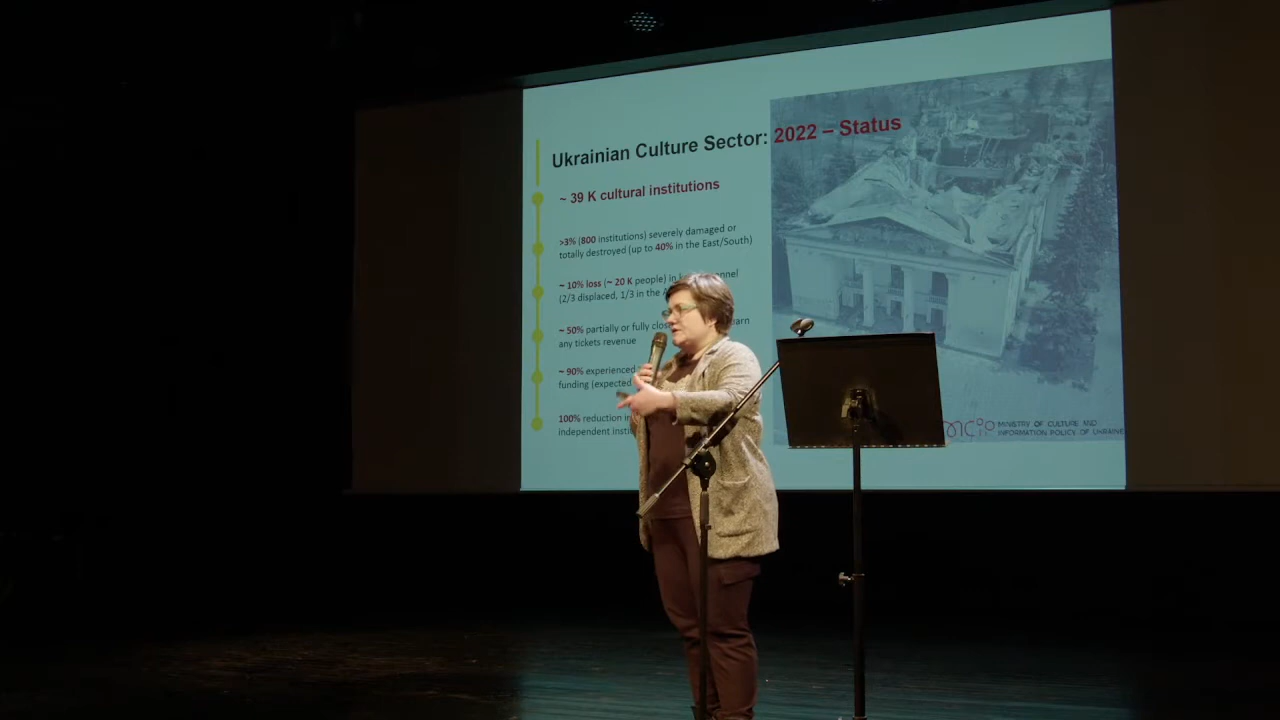 Ukrainian Culture Sector: 2022 – Status
~ 39 K cultural institutions
>3% (800 institutions) severely damaged or
totally destroyed (up to 40% in the East/South)
~ 10% loss (~ 20 K people) in
(2/3 displaced, 1/3 in the
~ 50% partially or fully
any tickets revenue
~ 90% experienced
funding (expected
100% reduction
independent
MINISTRY OF CULTURE AND
INFORMATION POLICY OF UKRAINE